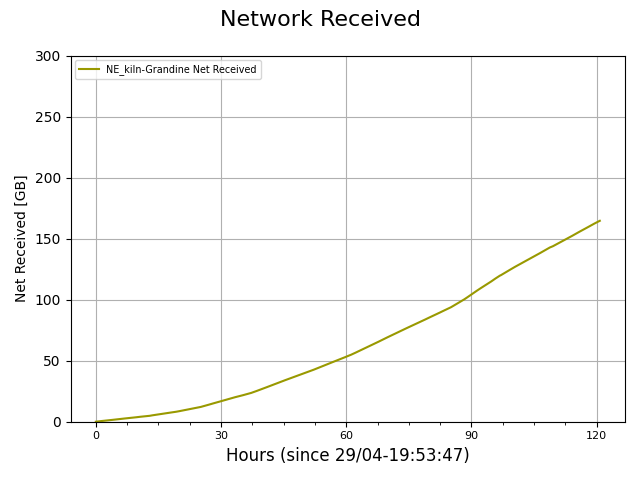 Network Received
NE_kiln-Grandine Net Received
Net Received [GB]
300
250
200
150
100
50
0
0 30 60 90 120
Hours (since 29/04-19:53:47)